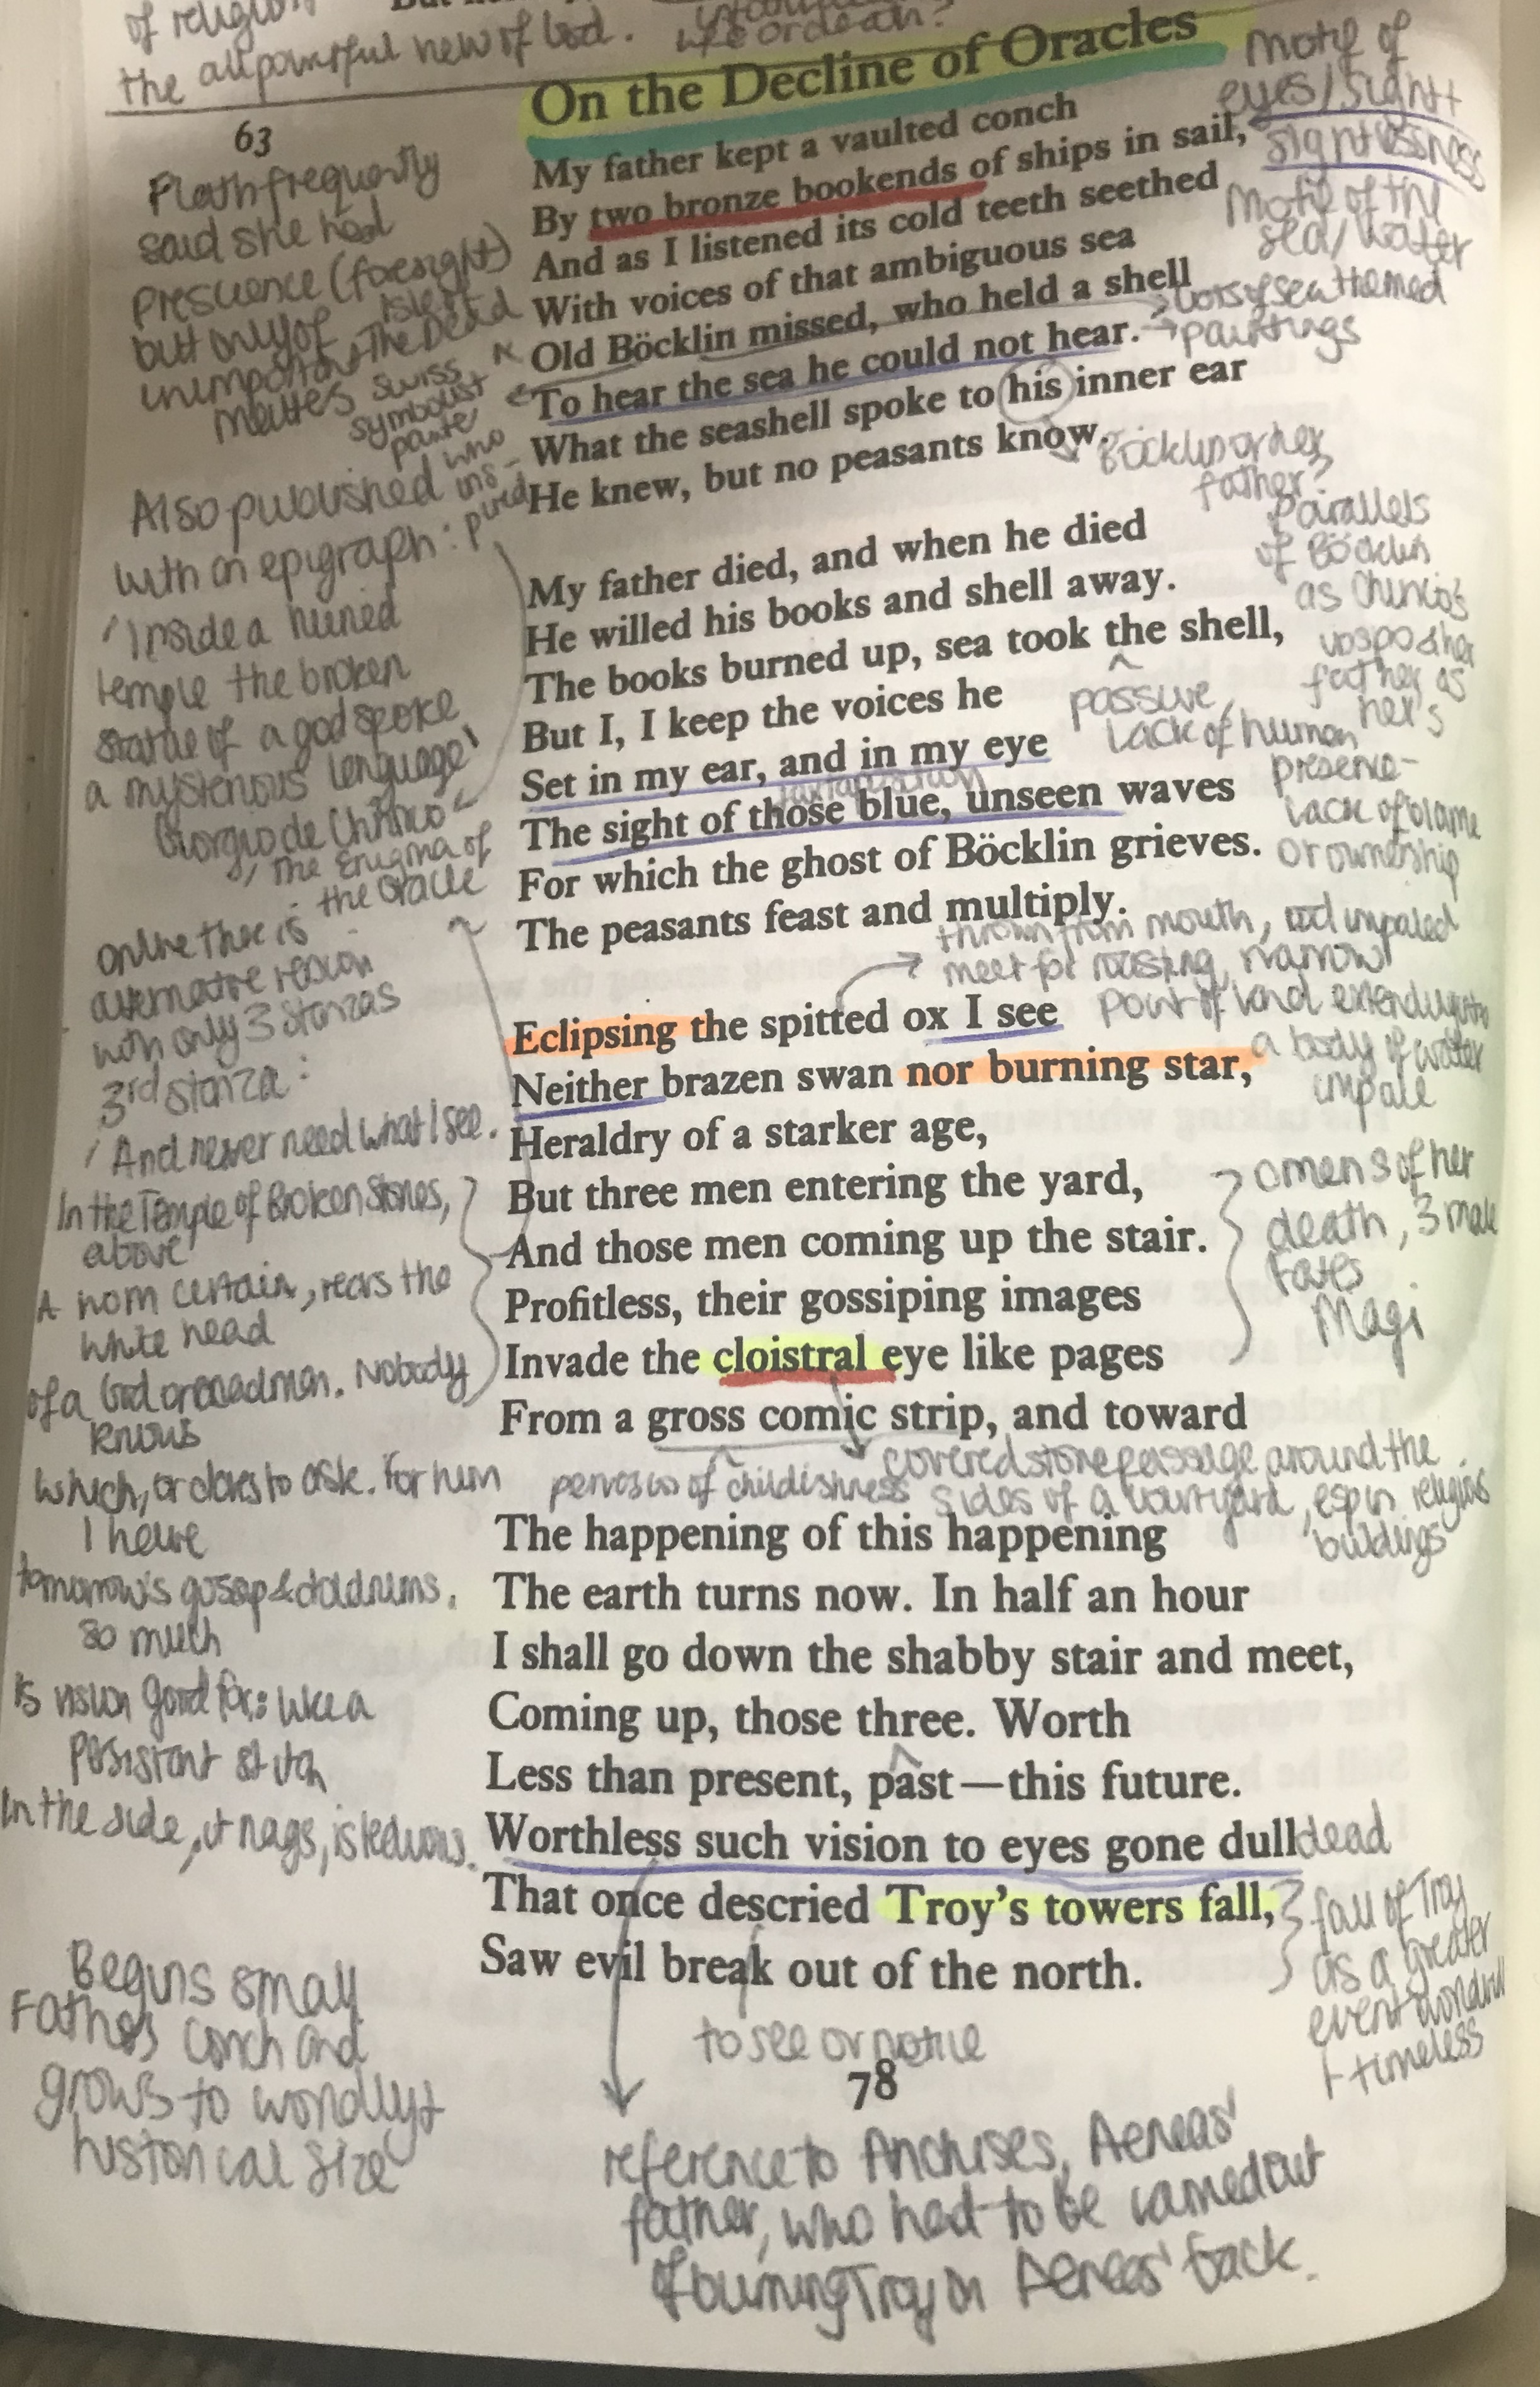 of religion
the all powerful new of God.
life or death?
On the Decline of Oracles
63
My father kept a vaulted conch
By two bronze bookends of ships in sail,
And as I listened its cold teeth seethed
With voices of that ambiguous sea
Old Böcklin missed, who held a shell
To hear the sea he could not hear.
What the seashell spoke to his inner ear
He knew, but no peasants know.
My father died, and when he died
He willed his books and shell away.
The books burned up, sea took the shell,
But I, I keep the voices he
Set in my ear, and in my eye
The sight of those blue, unseen waves
For which the ghost of Böcklin grieves.
The peasants feast and multiply.
Eclipsing the spitted ox I see
Neither brazen swan nor burning star,
Heraldry of a starker age,
But three men entering the yard,
And those men coming up the stair.
Profitless, their gossiping images
Invade the cloistral eye like pages
From a gross comic strip, and toward
The happening of this happening
The earth turns now. In half an hour
I shall go down the shabby stair and meet,
Coming up, those three. Worth
Less than present, past—this future.
Worthless such vision to eyes gone dull
That once descried Troy's towers fall,
Saw evil break out of the north.
78
Plath frequently
said she had
prescience (foresight)
but only of
unimportant
matters
Isle of
The Dead
swiss
symbolist
painter
who
ins-
pired
Also published
with an epigraph:
'Inside a ruined
temple the broken
statue of a god spoke
a mysterious language'
Giorgio de Chirico
, The Enigma of
the Oracle
online there is
alternative version
with only 3 stanzas
3rd stanza:
'And never need what I see.
In the Temple of Broken Stones,
above
A worn curtain, rears the
white head
of a God or madman. Nobody
knows
which, or dares to ask. For him
I have
tomorrow's gossip & doldrums.
so much
is vision good for: like a
persistent stitch
In the side, it nags, is tedious.
Begins small
Father's conch and
grows to worldly +
historical size
motif of
eyes/sight +
sightlessness
Motif of the
sea/water
lots of sea themed
paintings
Böcklin or her
father?
Parallels
of Böcklin
as Chirico's
father as
her's
passive,
lack of human
presence -
lack of blame
or ownership
juxtaposition
thrown from mouth, rod impaled
meat for roasting, narrow
point of land extending into
a body of water
impale
omens of her
death, 3 male
Fates
Magi
covered stone passage around the
sides of a courtyard, esp in religious
buildings
of childishness
dead
fall of Troy
as a greater
event
+ timeless
to see or notice
reference to Anchises, Aeneas'
father, who had to be carried out
of burning Troy on Aeneas' back.